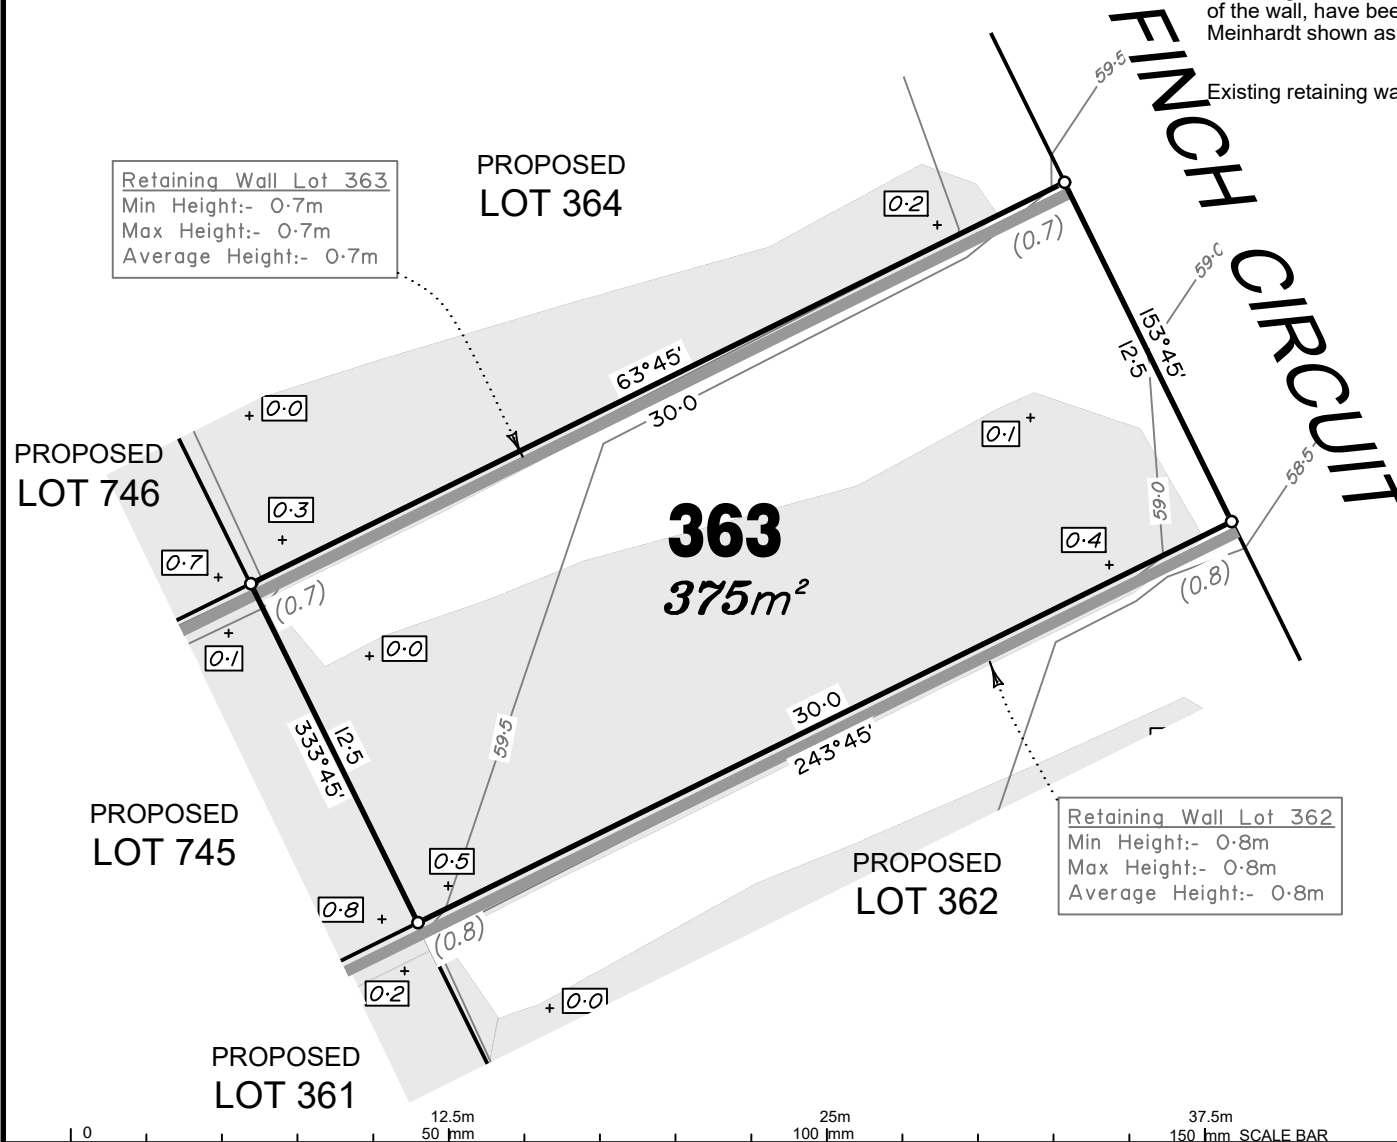 of the wall, have bee
Meinhardt shown as
Existing retaining wa
FINCH CIRCUIT
59·5
PROPOSED
LOT 364
Retaining Wall Lot 363
Min Height:- 0·7m
Max Height:- 0·7m
Average Height:- 0·7m
0·2
(0.7)
59·0
153°45'
12·5
63°45'
30·0
0·0
PROPOSED
LOT 746
0·3
0·7
(0.7)
0·1
0·0
0·1
0·4
59·0
58·5
(0.8)
363
375m²
59·5
12·5
333°45'
30·0
243°45'
PROPOSED
LOT 745
0·5
0·8
(0.8)
0·2
0·0
PROPOSED
LOT 362
Retaining Wall Lot 362
Min Height:- 0·8m
Max Height:- 0·8m
Average Height:- 0·8m
PROPOSED
LOT 361
12.5m 25m 37.5m
0 50 mm 100 mm 150 mm SCALE BAR